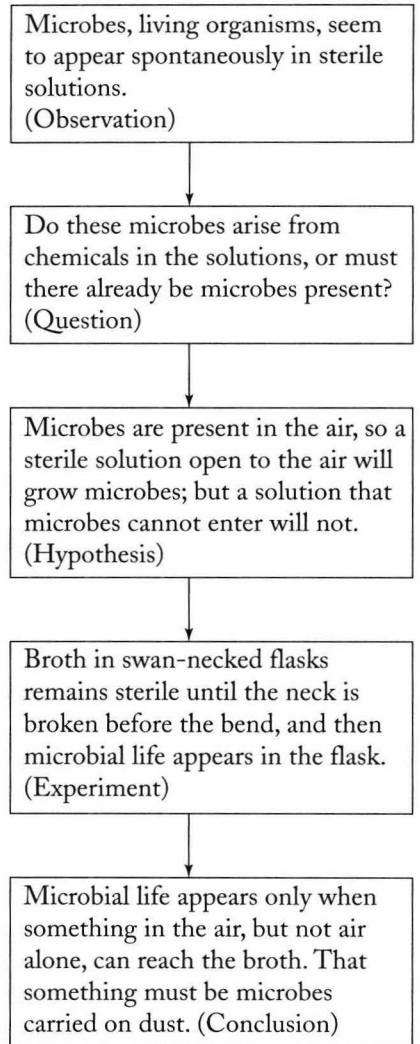 Microbes, living organisms, seem
to appear spontaneously in sterile
solutions.
(Observation)
Do these microbes arise from
chemicals in the solutions, or must
there already be microbes present?
(Question)
Microbes are present in the air, so a
sterile solution open to the air will
grow microbes; but a solution that
microbes cannot enter will not.
(Hypothesis)
Broth in swan-necked flasks
remains sterile until the neck is
broken before the bend, and then
microbial life appears in the flask.
(Experiment)
Microbial life appears only when
something in the air, but not air
alone, can reach the broth. That
something must be microbes
carried on dust. (Conclusion)